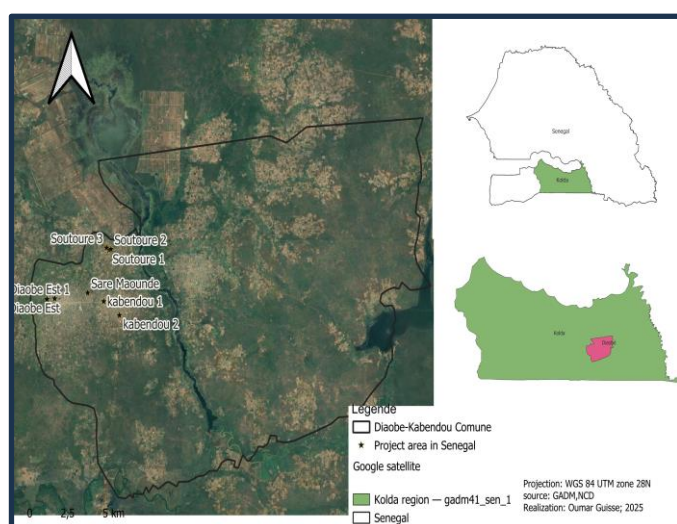 Senegal
Kolda
Soutoure 3
Soutoure 2
Soutoure 1
Sare Maounde
Diaobe Est 1
kabendou 1
Diaobe Est
kabendou 2
Kolda
Legende
Diaobe-Kabendou Comune
Project area in Senegal
Google satellite
Kolda region — gadm41_sen_1
Senegal
Projection: WGS 84 UTM zone 28N
source: GADM,NCD
Realization: Oumar Guisse; 2025
0 2,5 5 km